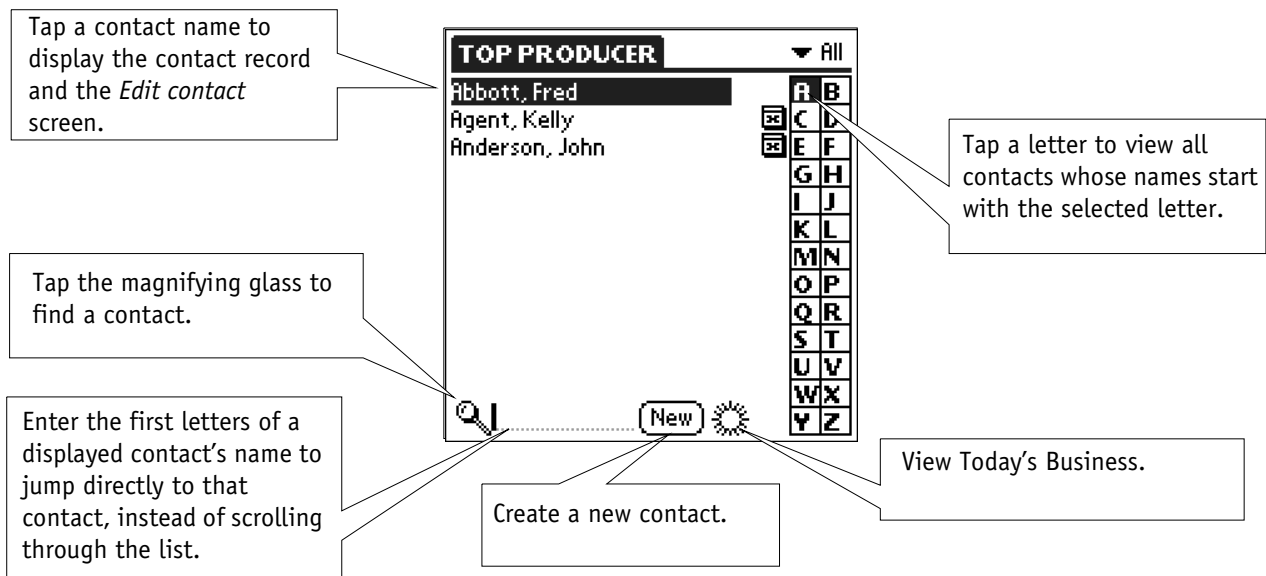 Tap a contact name to
display the contact record
and the Edit contact
screen.
TOP PRODUCER
All
Abbott, Fred
Agent, Kelly
Anderson, John
A B
C D
E F
G H
I J
K L
M N
O P
Q R
S T
U V
W X
Y Z
New
Tap a letter to view all
contacts whose names start
with the selected letter.
Tap the magnifying glass to
find a contact.
Enter the first letters of a
displayed contact’s name to
jump directly to that
contact, instead of scrolling
through the list.
Create a new contact.
View Today’s Business.